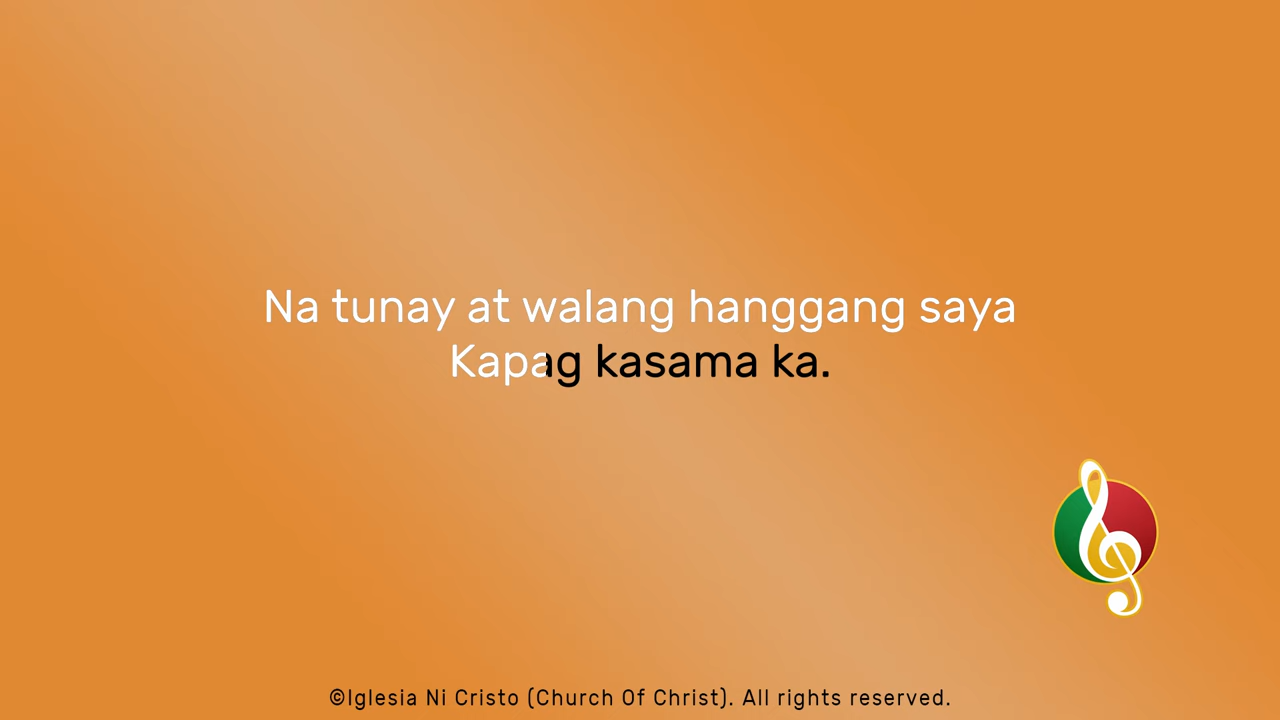 Na tunay at walang hanggang saya
Kapag kasama ka.
©Iglesia Ni Cristo (Church Of Christ). All rights reserved.